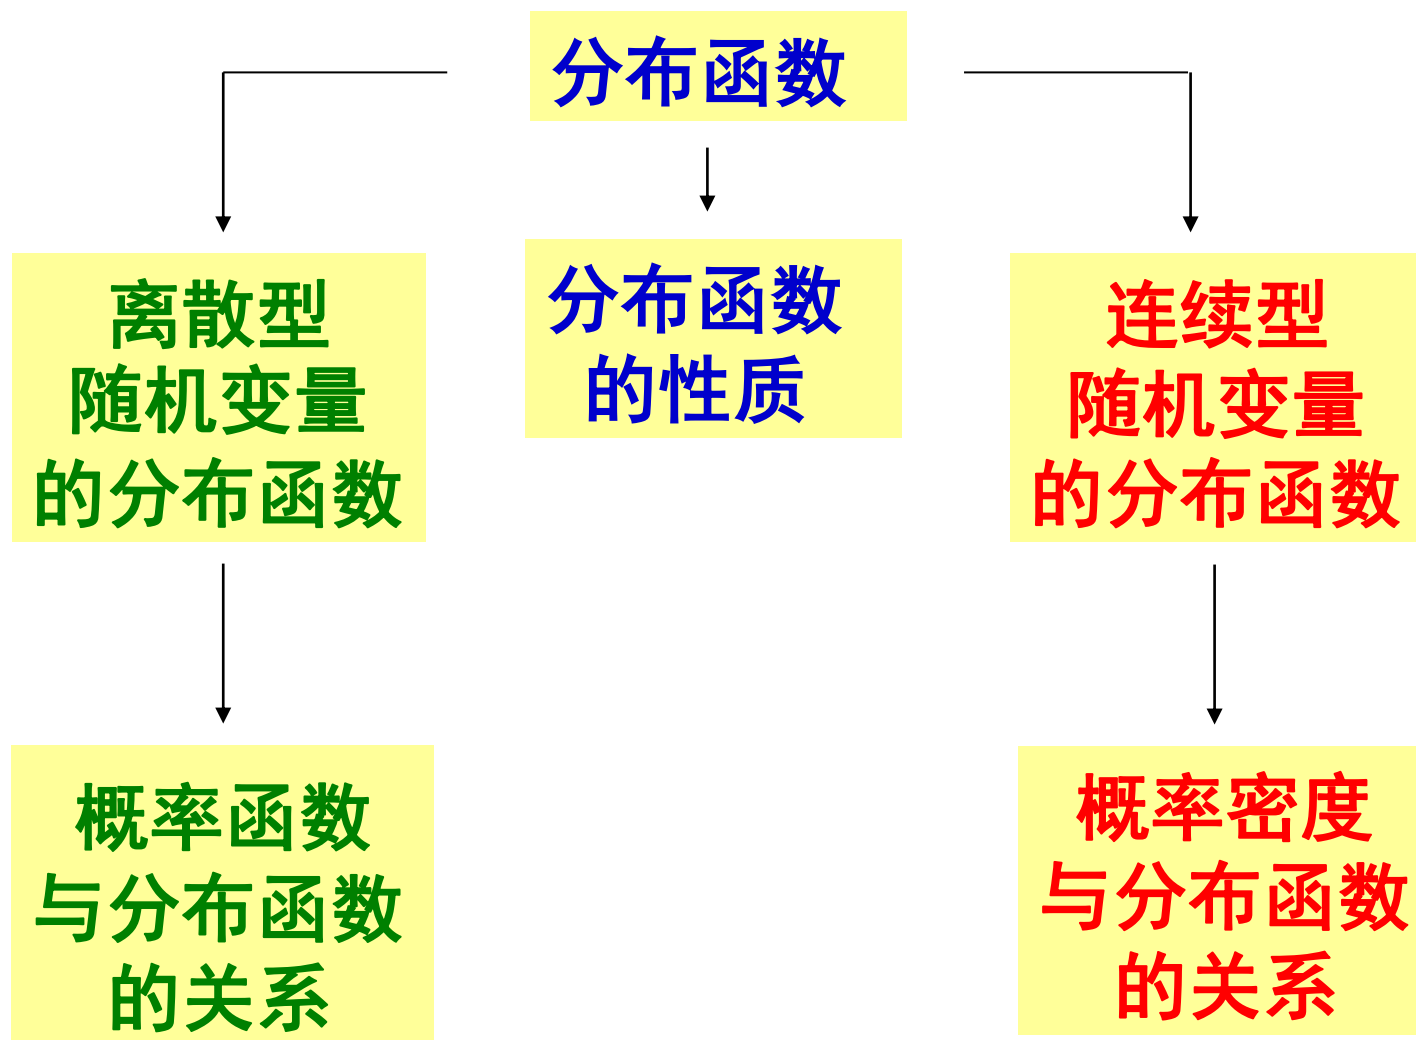 分布函数
离散型
随机变量
的分布函数
分布函数
的性质
连续型
随机变量
的分布函数
概率函数
与分布函数
的关系
概率密度
与分布函数
的关系